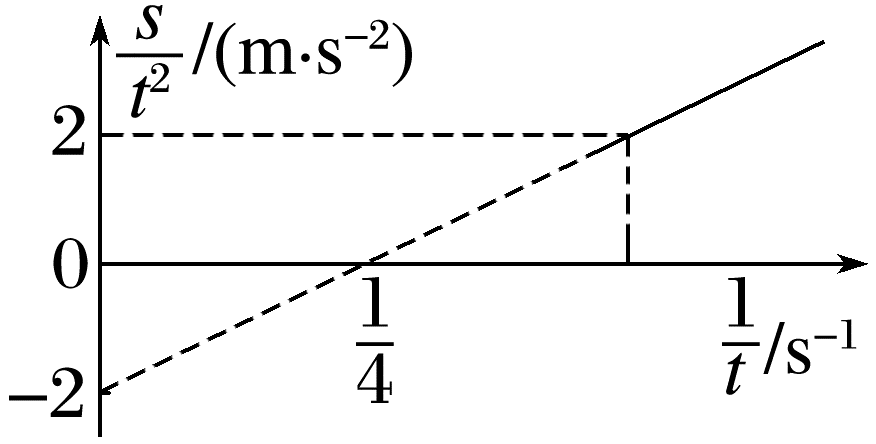 s/t² /(m·s⁻²)
2
0
1/4
1/t /s⁻¹
−2